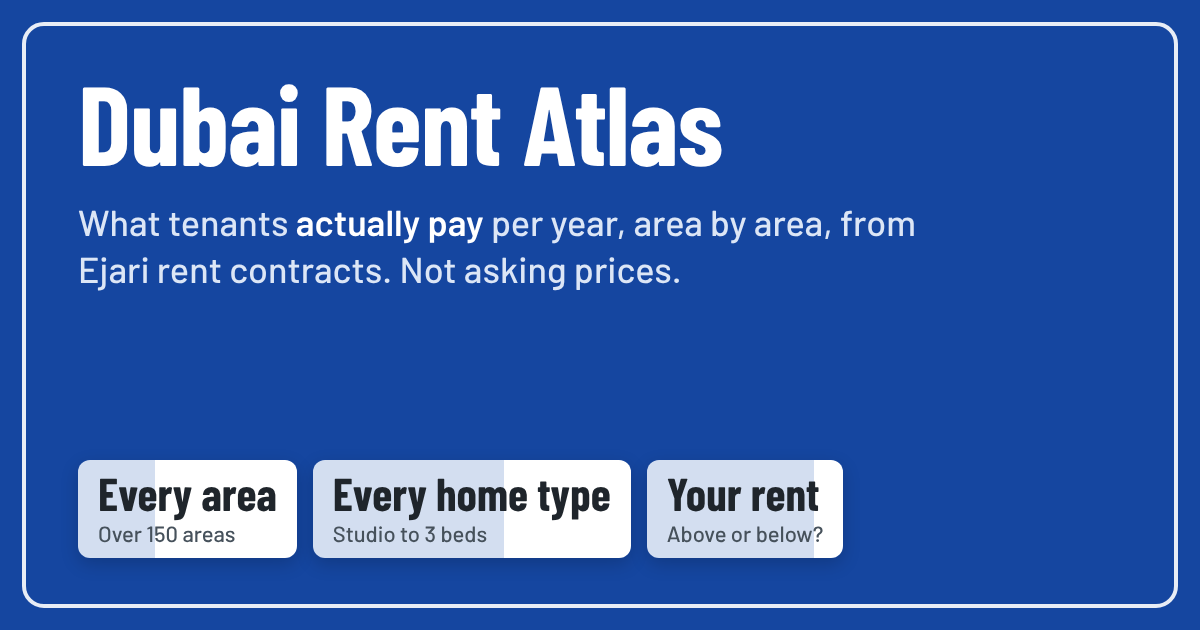 Dubai Rent Atlas
What tenants actually pay per year, area by area, from
Ejari rent contracts. Not asking prices.
Every area
Over 150 areas
Every home type
Studio to 3 beds
Your rent
Above or below?